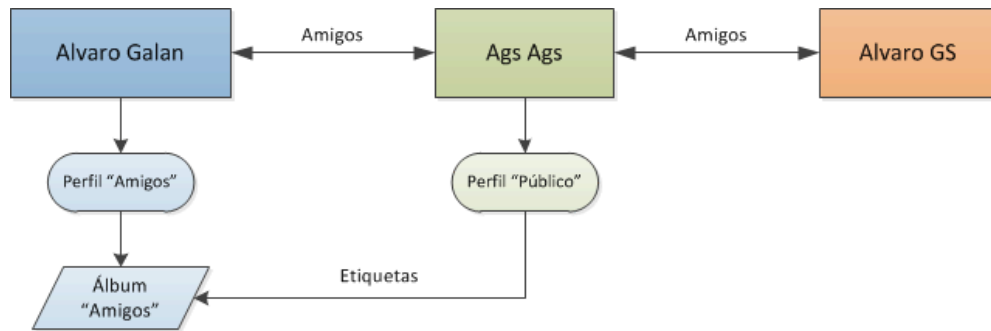 Alvaro Galan
Amigos
Ags Ags
Amigos
Alvaro GS
Perfil “Amigos”
Perfil “Público”
Etiquetas
Álbum
“Amigos”